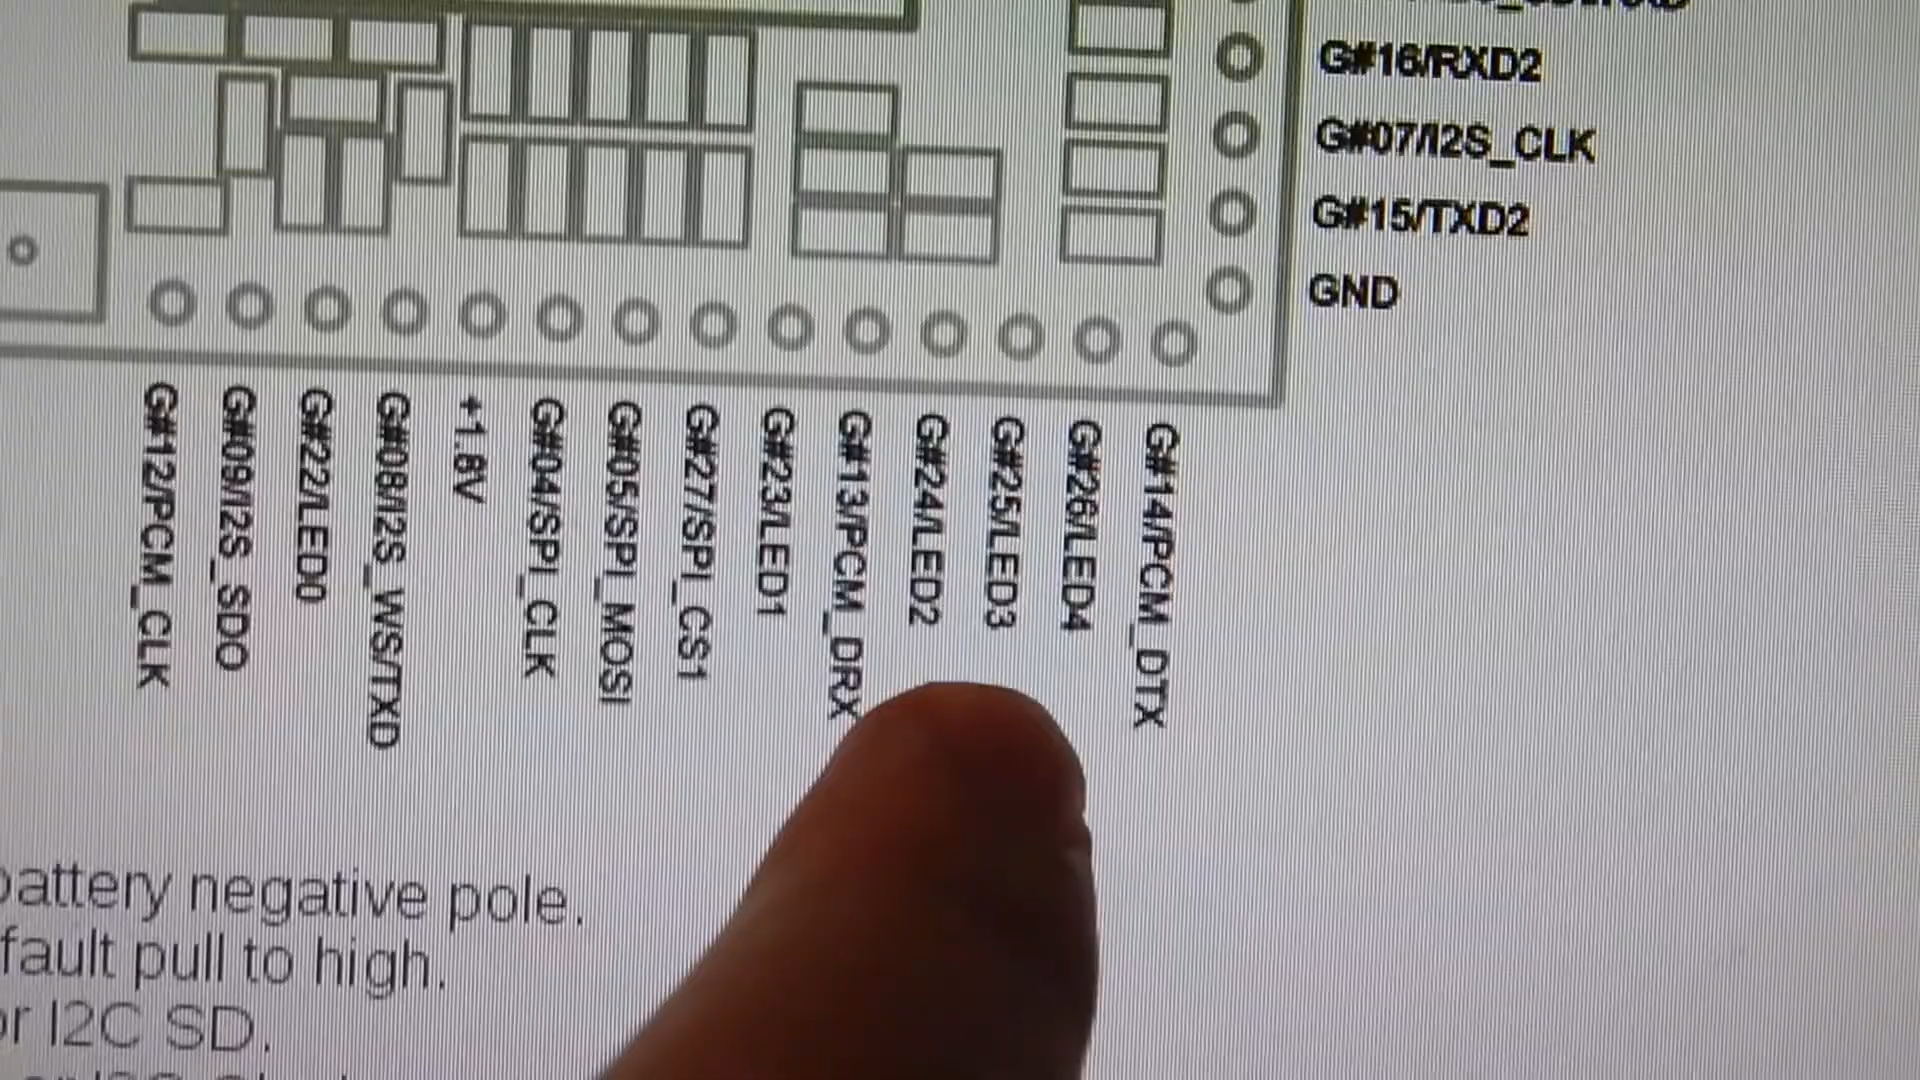 G#16/RXD2
G#07/I2S_CLK
G#15/TXD2
GND
G#12/PCM_CLK
G#09/I2S_SDO
G#22/LED0
G#08/I2S_WS/TXD
+1.8V
G#04/SPI_CLK
G#05/SPI_MOSI
G#27/SPI_CS1
G#23/LED1
G#13/PCM_DRX
G#24/LED2
G#25/LED3
G#26/LED4
G#14/PCM_DTX
battery negative pole.
fault pull to high.
or I2C SD.